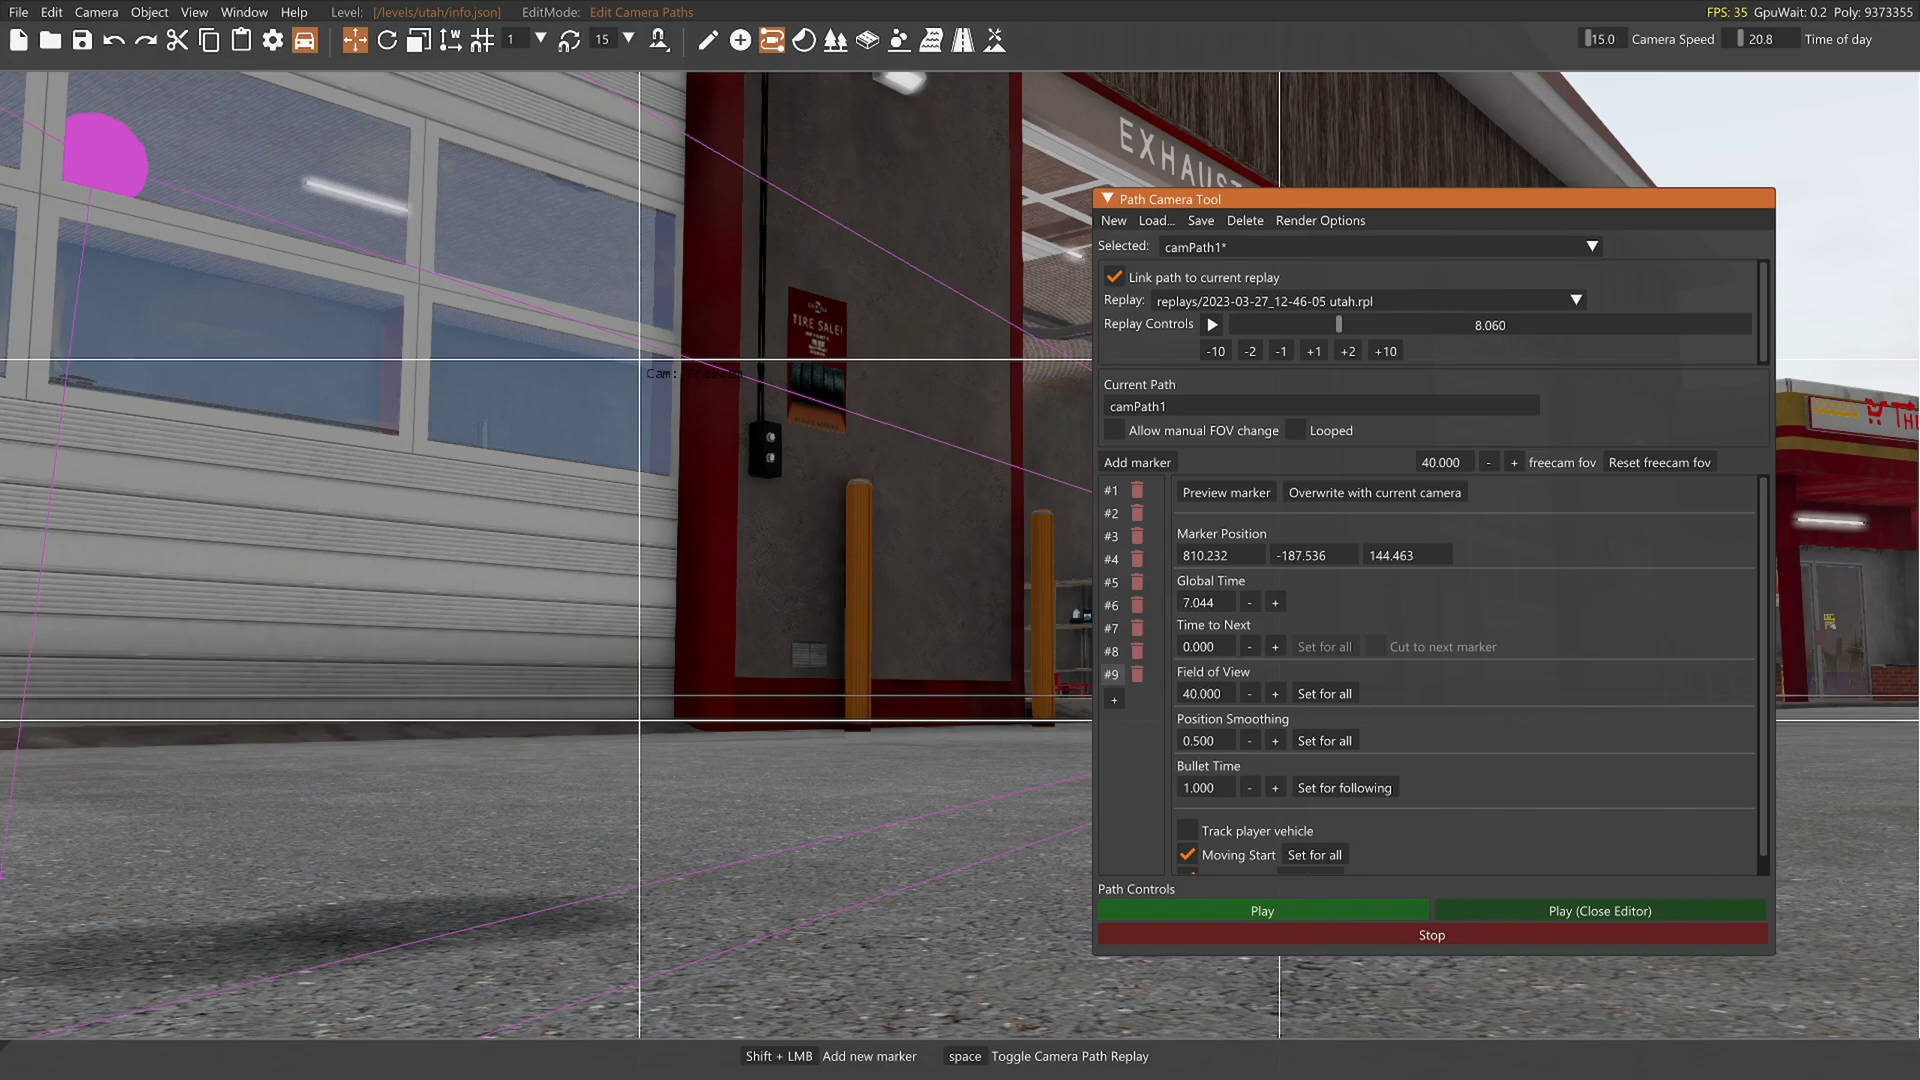 File Edit Camera Object View Window Help Level: [/levels/utah/info.json] EditMode: Edit Camera Paths FPS: 35 GpuWait: 0.2 Poly: 9373355
1 15 15.0 Camera Speed 20.8 Time of day
EXHAUST
Path Camera Tool
New Load... Save Delete Render Options
Selected: camPath1*
Link path to current replay
Replay: replays/2023-03-27_12-46-05 utah.rpl
Replay Controls 8.060
-10 -2 -1 +1 +2 +10
TIRE SALE!
Cam: freecam
Current Path
camPath1
Allow manual FOV change Looped
Add marker 40.000 - + freecam fov Reset freecam fov
#1 Preview marker Overwrite with current camera
#2
#3 Marker Position
#4 810.232 -187.536 144.463
#5 Global Time
#6 7.044 - +
#7 Time to Next
#8 0.000 - + Set for all Cut to next marker
#9 Field of View
+ 40.000 - + Set for all
Position Smoothing
0.500 - + Set for all
Bullet Time
1.000 - + Set for following
Track player vehicle
Moving Start Set for all
Path Controls
Play Play (Close Editor)
Stop
Shift + LMB Add new marker space Toggle Camera Path Replay